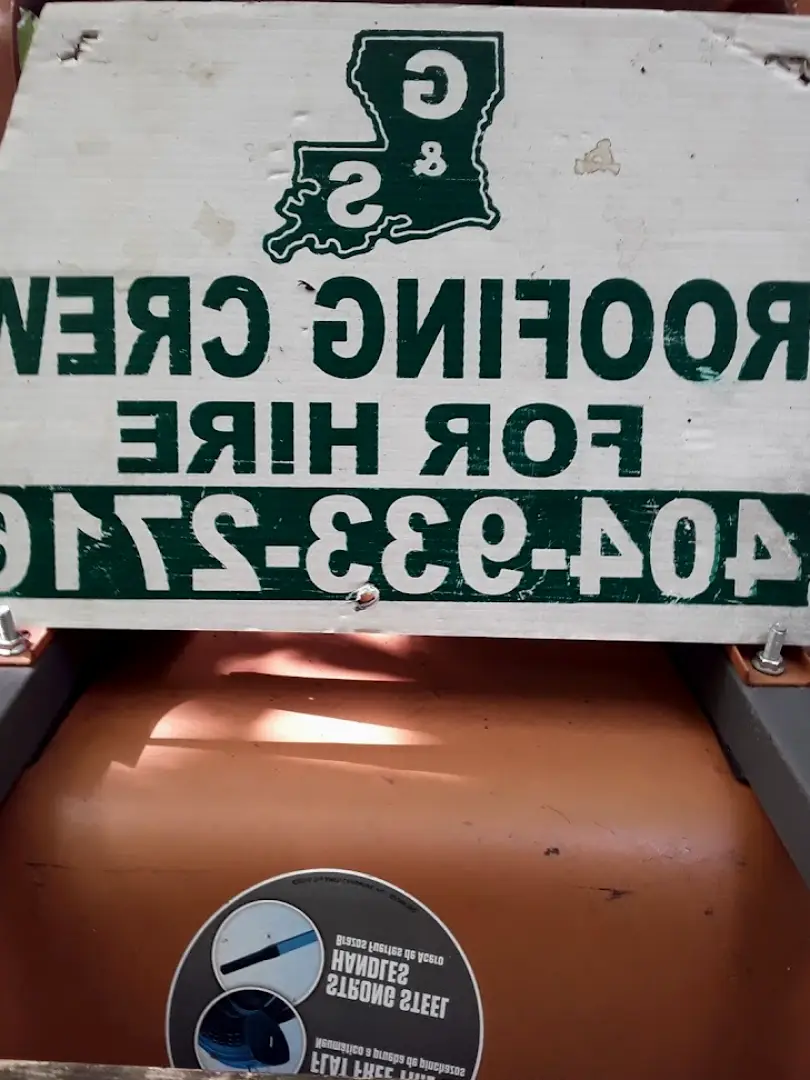 G
&
S
ROOFING CREW
FOR HIRE
404-933-2716
FLAT FREE
Neumático a prueba de pinchazos
STRONG STEEL
HANDLES
Brazos Fuertes de Acero